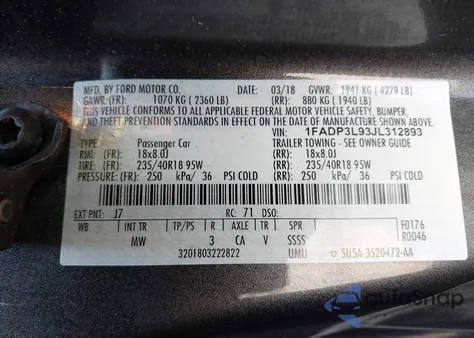 MFD. BY FORD MOTOR CO. DATE: 03/18 GVWR: 1941 KG ( 4279 LB)
GAWR: (FR): 1070 KG ( 2360 LB) (RR): 880 KG ( 1940 LB)
THIS VEHICLE CONFORMS TO ALL APPLICABLE FEDERAL MOTOR VEHICLE SAFETY, BUMPER,
AND THEFT PREVENTION STANDARDS IN EFFECT ON THE DATE OF MANUFACTURE SHOWN ABOVE.
VIN: 1FADP3L93JL312893
TYPE: Passenger Car TRAILER TOWING - SEE OWNER GUIDE
RIM: (FR) 18x8.0J (RR): 18x8.0J
TIRE: (FR): 235/40R18 95W (RR): 235/40R18 95W
PRESSURE: (FR): 250 kPa/ 36 PSI COLD (RR): 250 kPa/ 36 PSI COLD
EXT PNT: J7 RC: 71 DSO:
WB INT TR TP/PS R AXLE TR SPR F0176
MW 3 CA V SSSS R0046
3201803222822 UMU 5U5A-3520472-AA
autoSnap